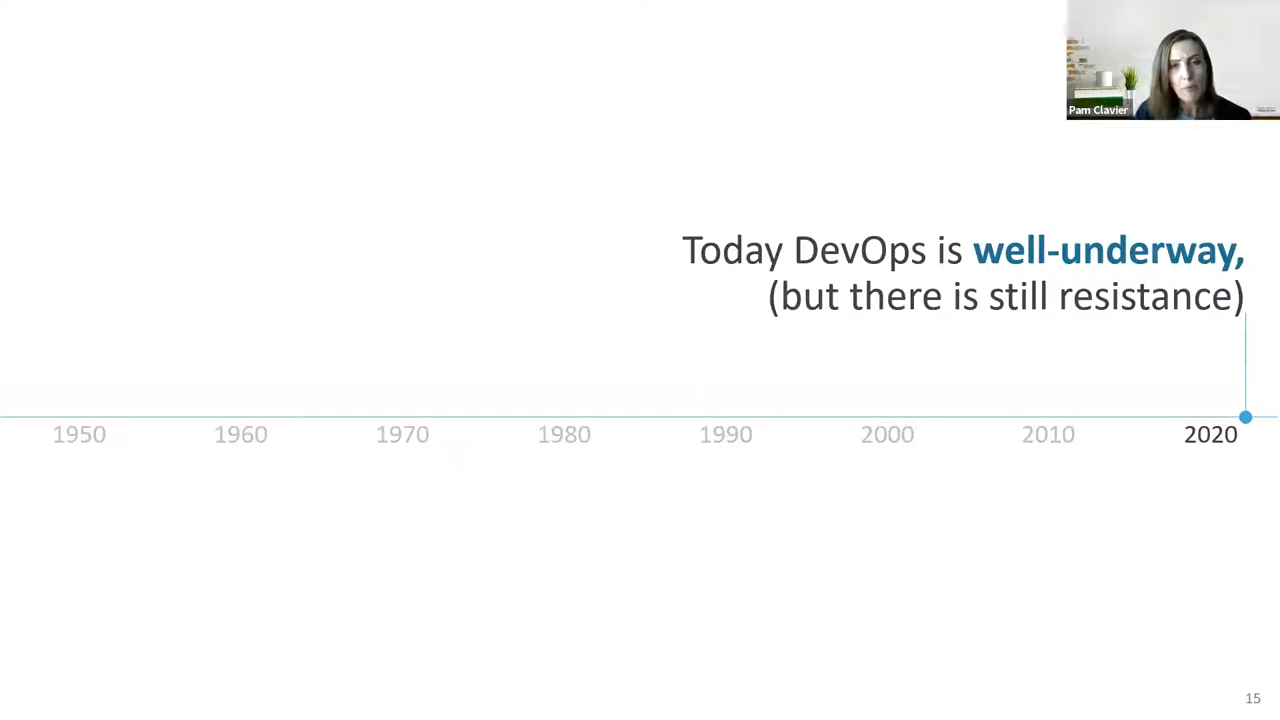 Pam Clavier
Today DevOps is well-underway,
(but there is still resistance)
1950 1960 1970 1980 1990 2000 2010 2020
15